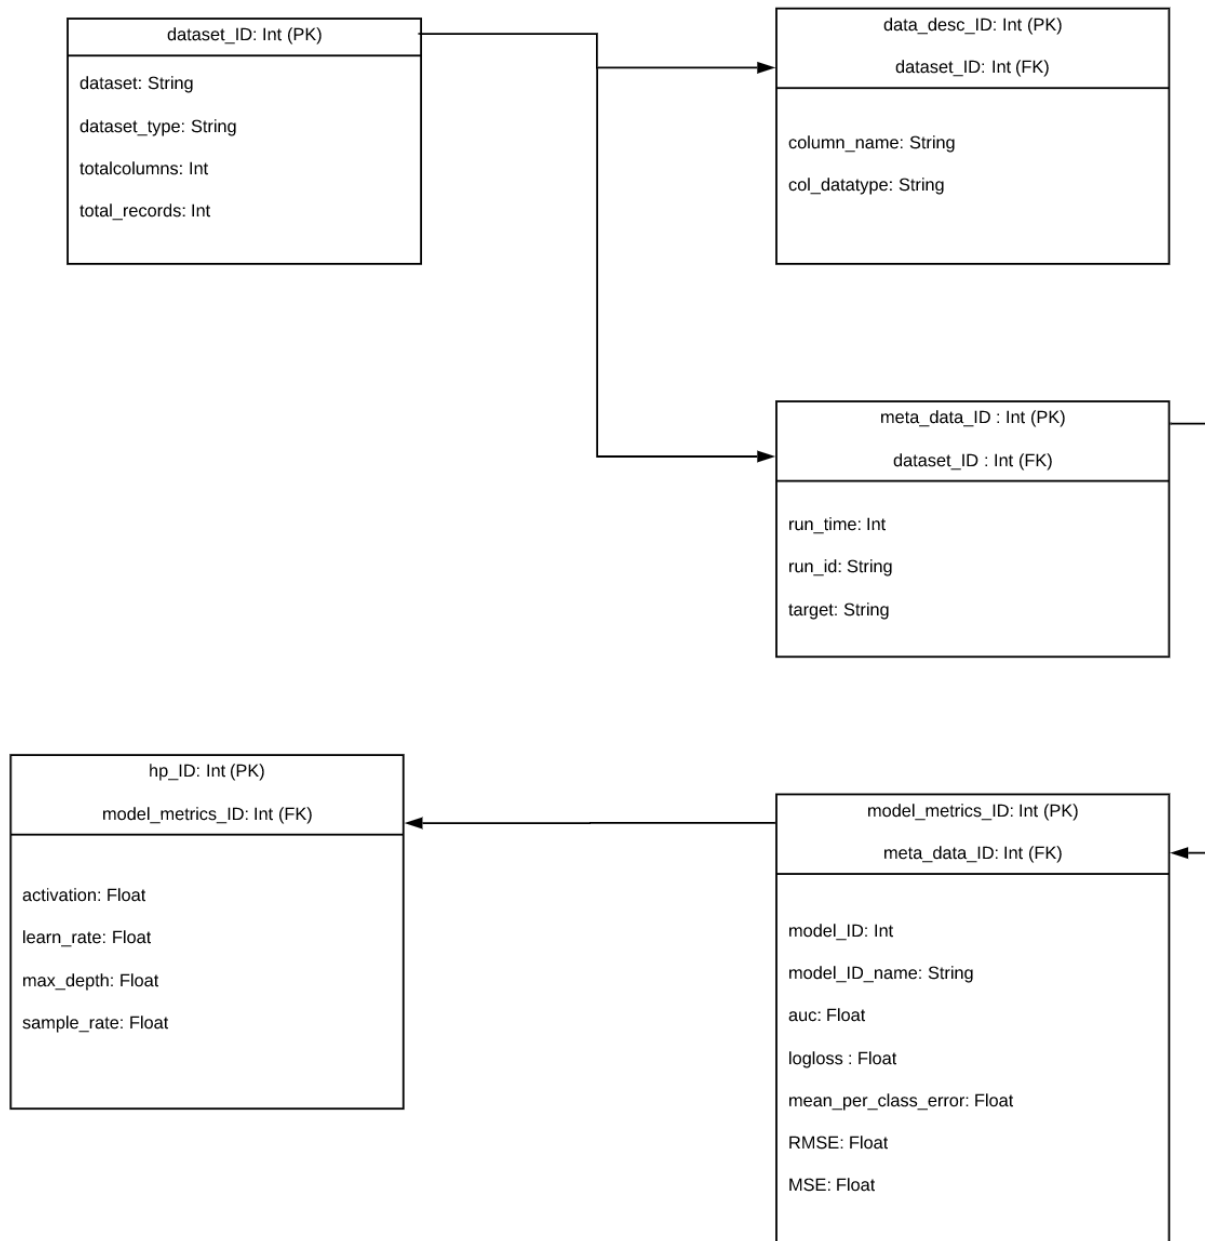 dataset_ID: Int (PK)
dataset: String
dataset_type: String
totalcolumns: Int
total_records: Int
data_desc_ID: Int (PK)
dataset_ID: Int (FK)
column_name: String
col_datatype: String
meta_data_ID : Int (PK)
dataset_ID : Int (FK)
run_time: Int
run_id: String
target: String
hp_ID: Int (PK)
model_metrics_ID: Int (FK)
activation: Float
learn_rate: Float
max_depth: Float
sample_rate: Float
model_metrics_ID: Int (PK)
meta_data_ID: Int (FK)
model_ID: Int
model_ID_name: String
auc: Float
logloss : Float
mean_per_class_error: Float
RMSE: Float
MSE: Float